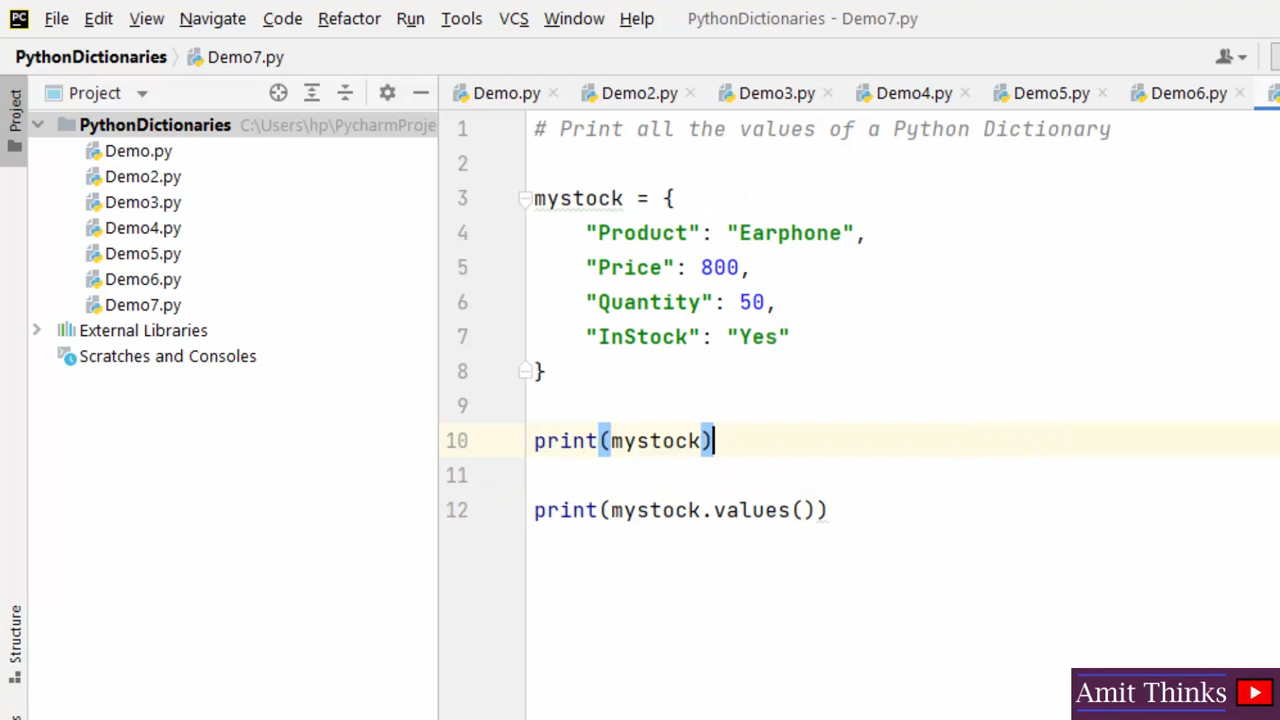 PC File Edit View Navigate Code Refactor Run Tools VCS Window Help PythonDictionaries - Demo7.py
PythonDictionaries Demo7.py
Project
Project
Demo.py Demo2.py Demo3.py Demo4.py Demo5.py Demo6.py
PythonDictionaries C:\Users\hp\PycharmProje
Demo.py
Demo2.py
Demo3.py
Demo4.py
Demo5.py
Demo6.py
Demo7.py
External Libraries
Scratches and Consoles
1 # Print all the values of a Python Dictionary
2
3 mystock = {
4 "Product": "Earphone",
5 "Price": 800,
6 "Quantity": 50,
7 "InStock": "Yes"
8 }
9
10 print(mystock)
11
12 print(mystock.values())
Structure
Amit Thinks